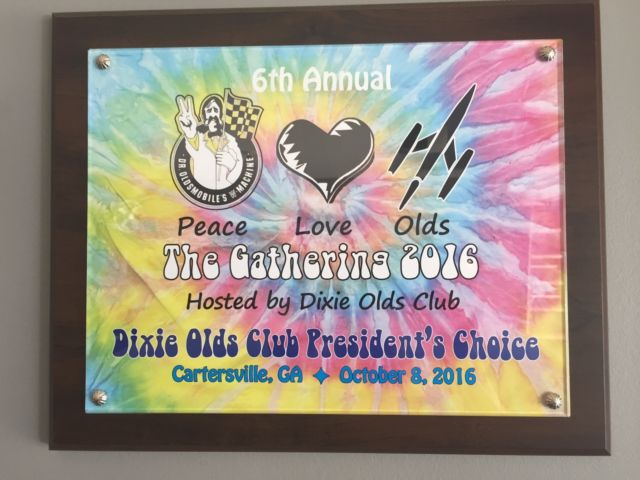 6th Annual
DR. OLDSMOBILE'S W-MACHINE
Peace Love Olds
The Gathering 2016
Hosted by Dixie Olds Club
Dixie Olds Club President's Choice
Cartersville, GA ✦ October 8, 2016